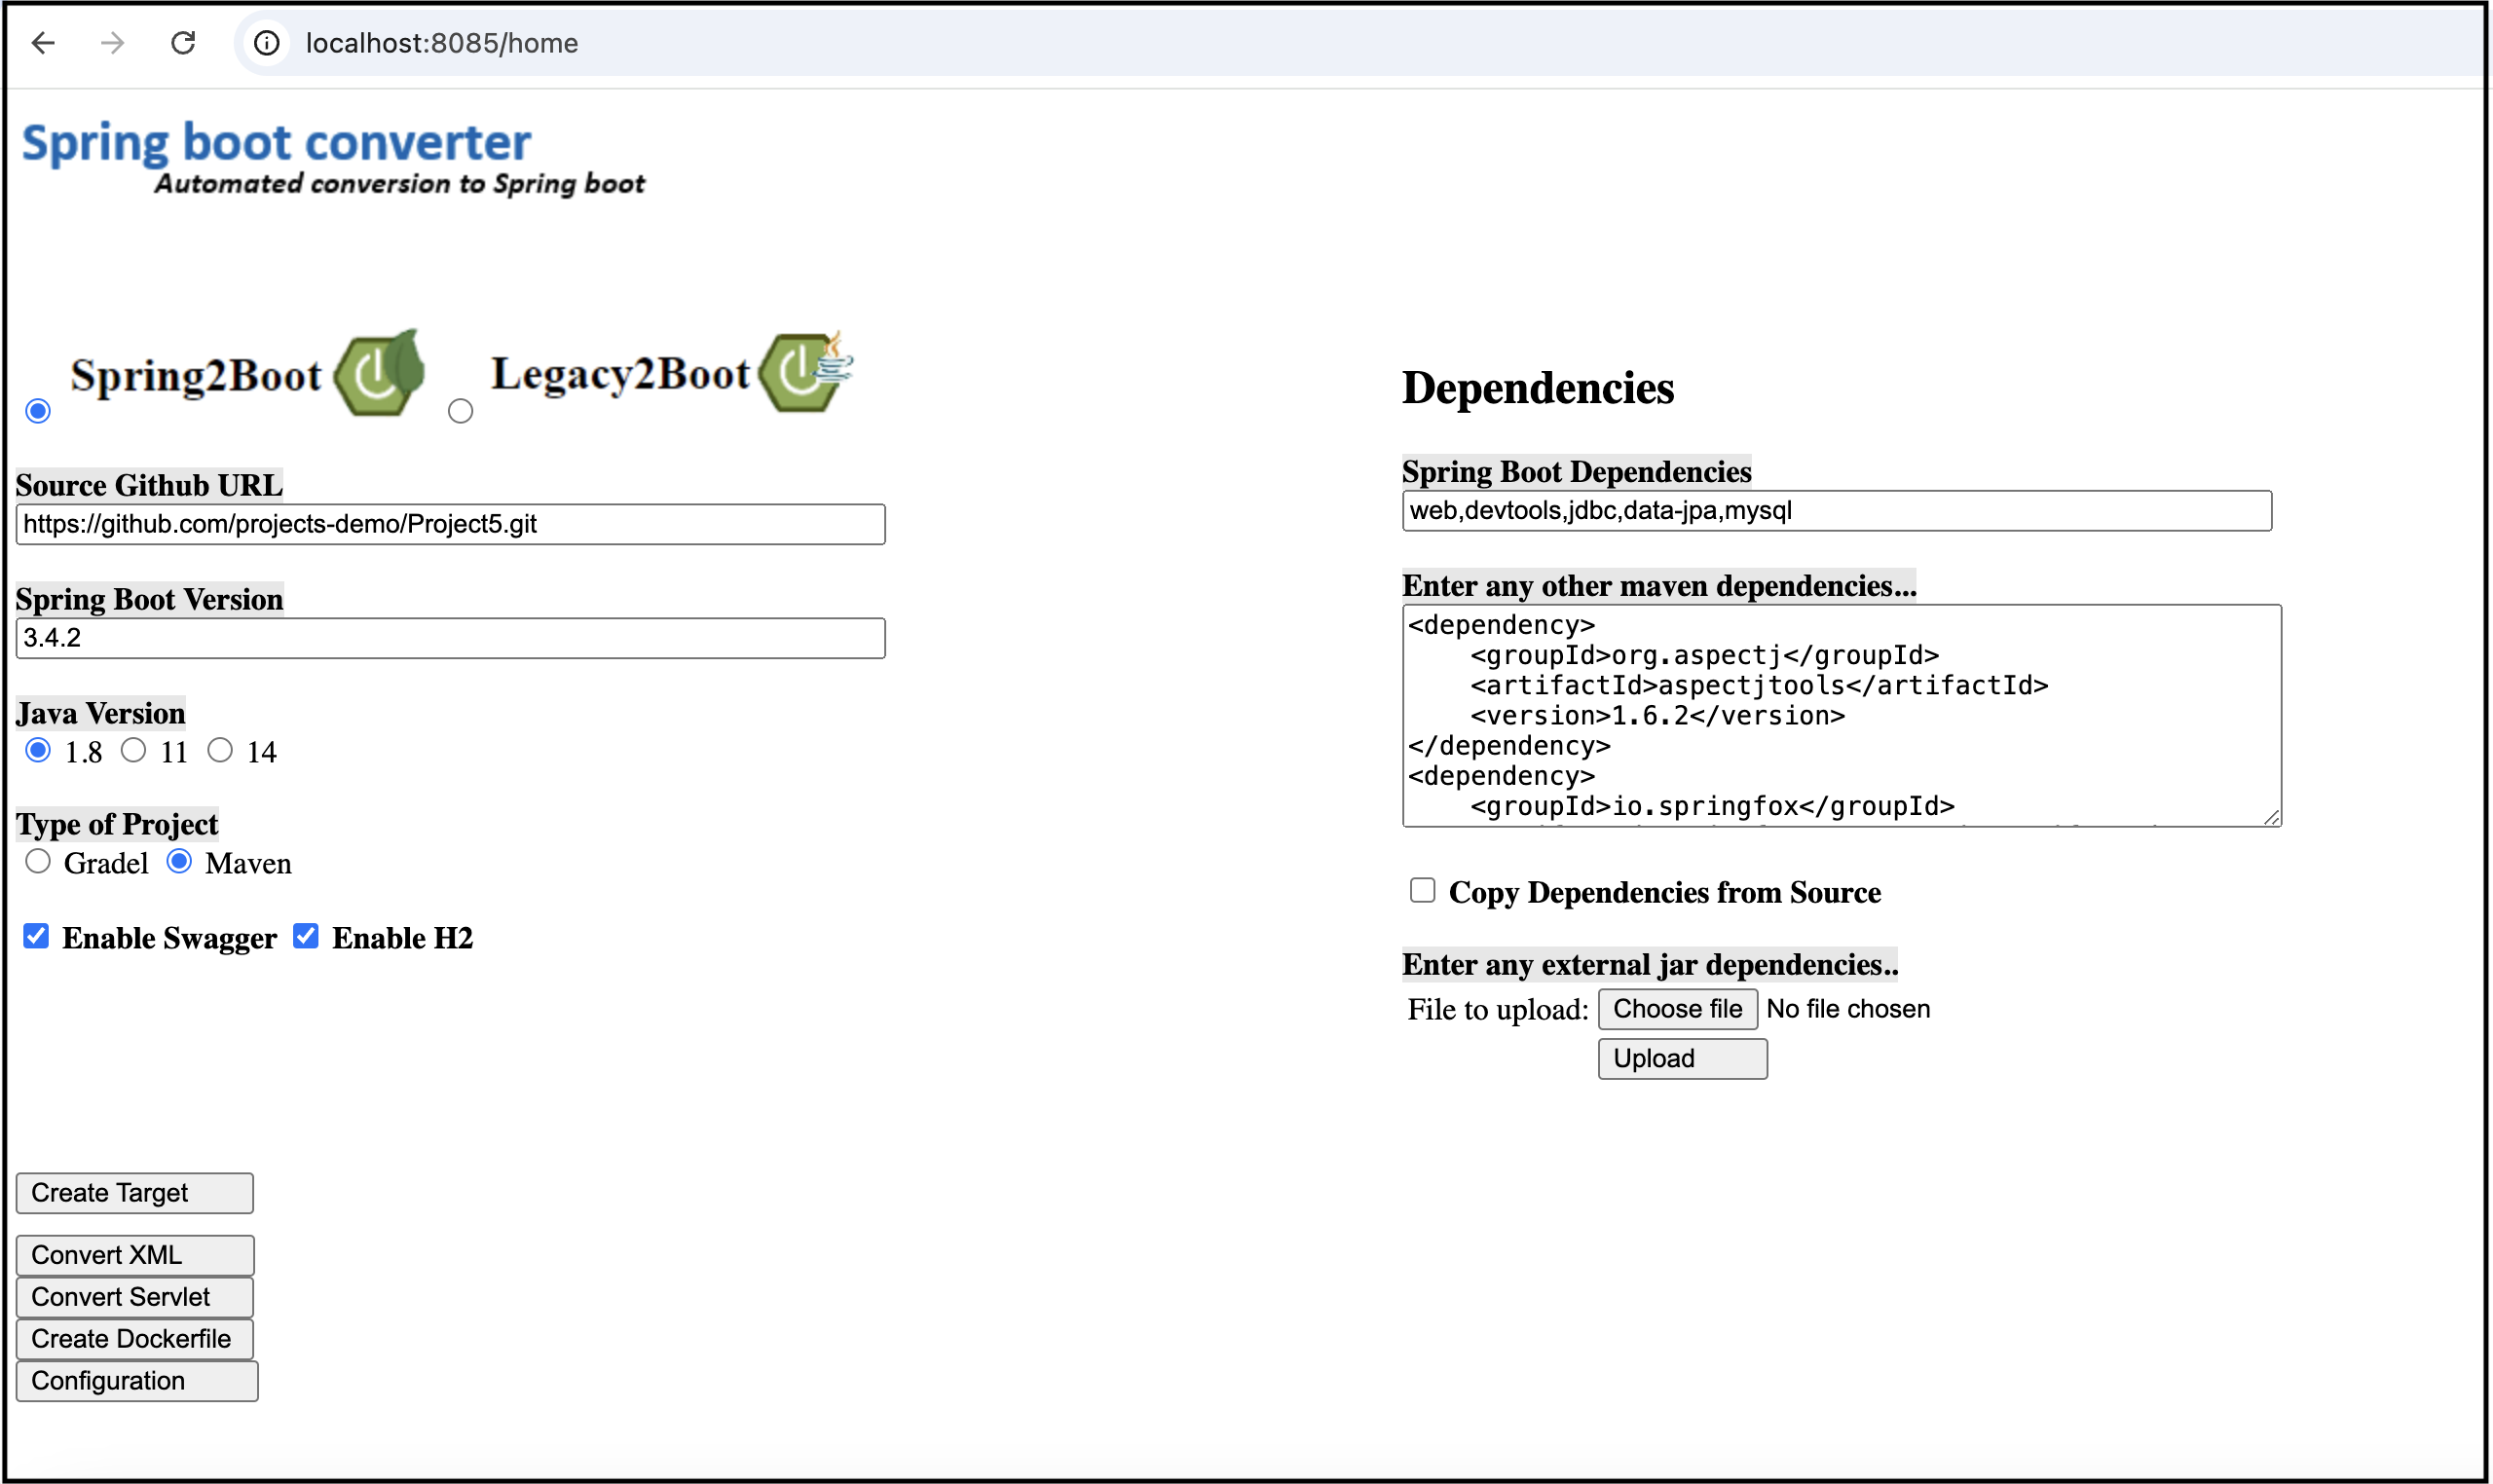 localhost:8085/home
Spring boot converter
Automated conversion to Spring boot
Spring2Boot
Legacy2Boot
Source Github URL
https://github.com/projects-demo/Project5.git
Spring Boot Version
3.4.2
Java Version
1.8 11 14
Type of Project
Gradel Maven
Enable Swagger Enable H2
Create Target
Convert XML
Convert Servlet
Create Dockerfile
Configuration
Dependencies
Spring Boot Dependencies
web,devtools,jdbc,data-jpa,mysql
Enter any other maven dependencies...
<dependency>
    <groupId>org.aspectj</groupId>
    <artifactId>aspectjtools</artifactId>
    <version>1.6.2</version>
</dependency>
<dependency>
    <groupId>io.springfox</groupId>
Copy Dependencies from Source
Enter any external jar dependencies..
File to upload: Choose file No file chosen
Upload